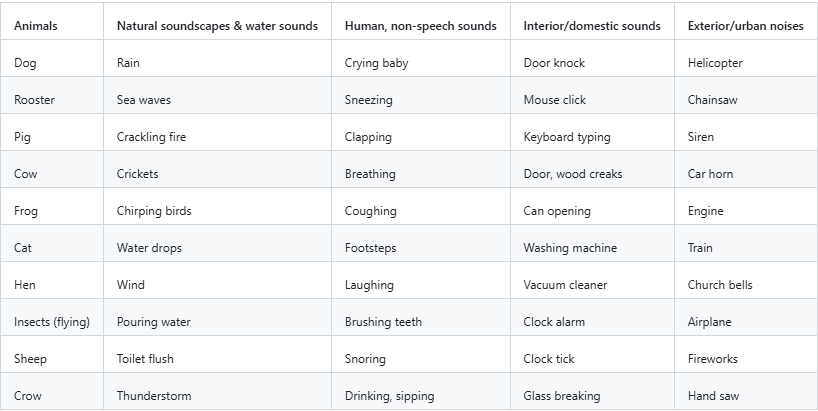 Animals Natural soundscapes & water sounds Human, non-speech sounds Interior/domestic sounds Exterior/urban noises
Dog Rain Crying baby Door knock Helicopter
Rooster Sea waves Sneezing Mouse click Chainsaw
Pig Crackling fire Clapping Keyboard typing Siren
Cow Crickets Breathing Door, wood creaks Car horn
Frog Chirping birds Coughing Can opening Engine
Cat Water drops Footsteps Washing machine Train
Hen Wind Laughing Vacuum cleaner Church bells
Insects (flying) Pouring water Brushing teeth Clock alarm Airplane
Sheep Toilet flush Snoring Clock tick Fireworks
Crow Thunderstorm Drinking, sipping Glass breaking Hand saw